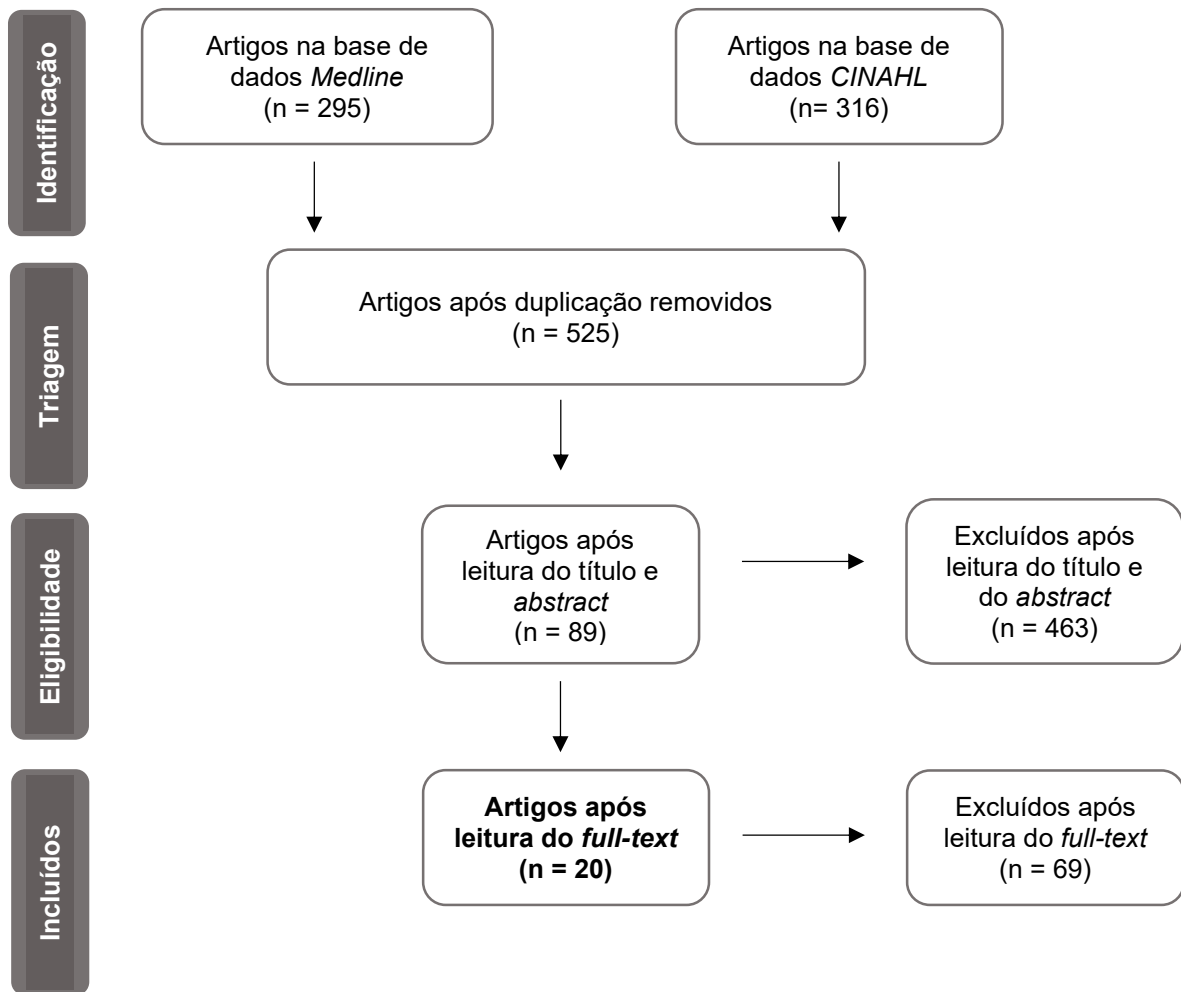 Identificação
Artigos na base de
dados Medline
(n = 295)
Artigos na base de
dados CINAHL
(n= 316)
Triagem
Artigos após duplicação removidos
(n = 525)
Eligibilidade
Artigos após
leitura do título e
abstract
(n = 89)
Excluídos após
leitura do título e
do abstract
(n = 463)
Incluídos
Artigos após
leitura do full-text
(n = 20)
Excluídos após
leitura do full-text
(n = 69)